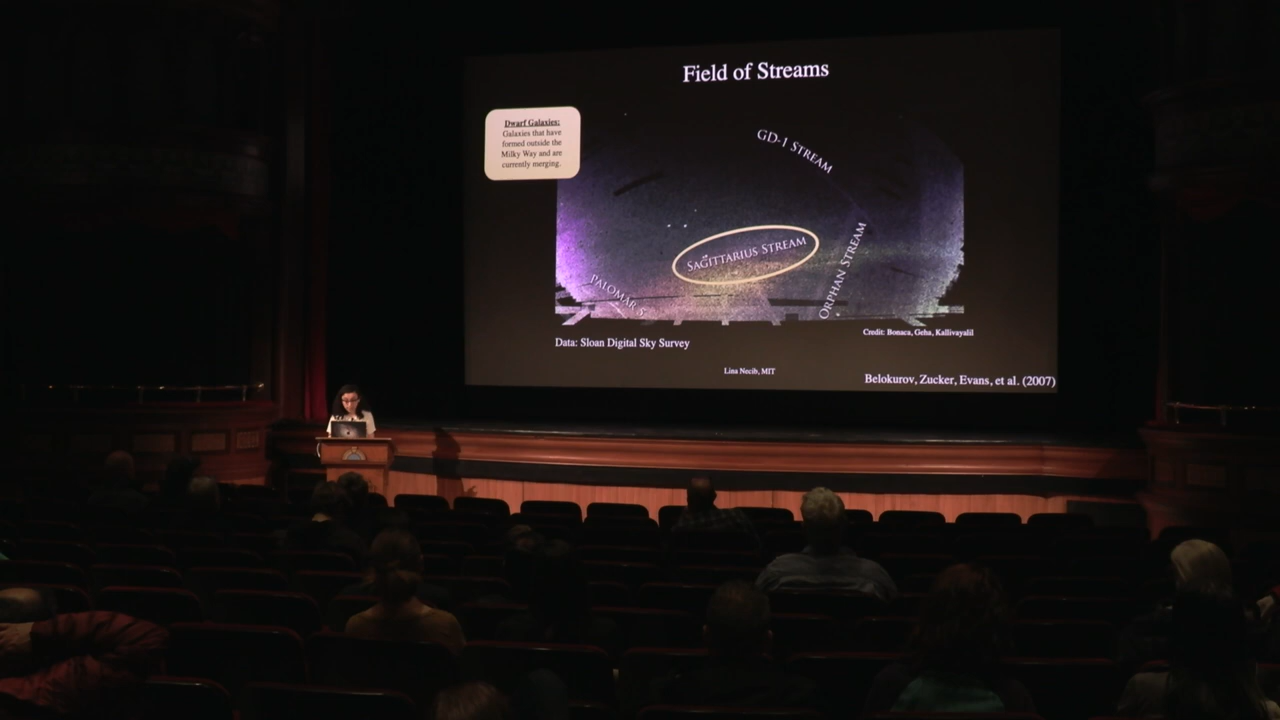 Field of Streams
Dwarf Galaxies:
Galaxies that have
formed outside the
Milky Way and are
currently merging.
GD-1 STREAM
SAGITTARIUS STREAM
ORPHAN STREAM
PALOMAR 5
Credit: Bonaca, Geha, Kallivayalil
Data: Sloan Digital Sky Survey
Lina Necib, MIT
Belokurov, Zucker, Evans, et al. (2007)